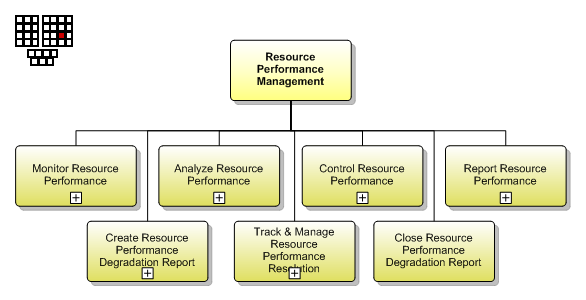 Resource
Performance
Management
Monitor Resource
Performance
Analyze Resource
Performance
Control Resource
Performance
Report Resource
Performance
Create Resource
Performance
Degradation Report
Track & Manage
Resource
Performance
Resolution
Close Resource
Performance
Degradation Report